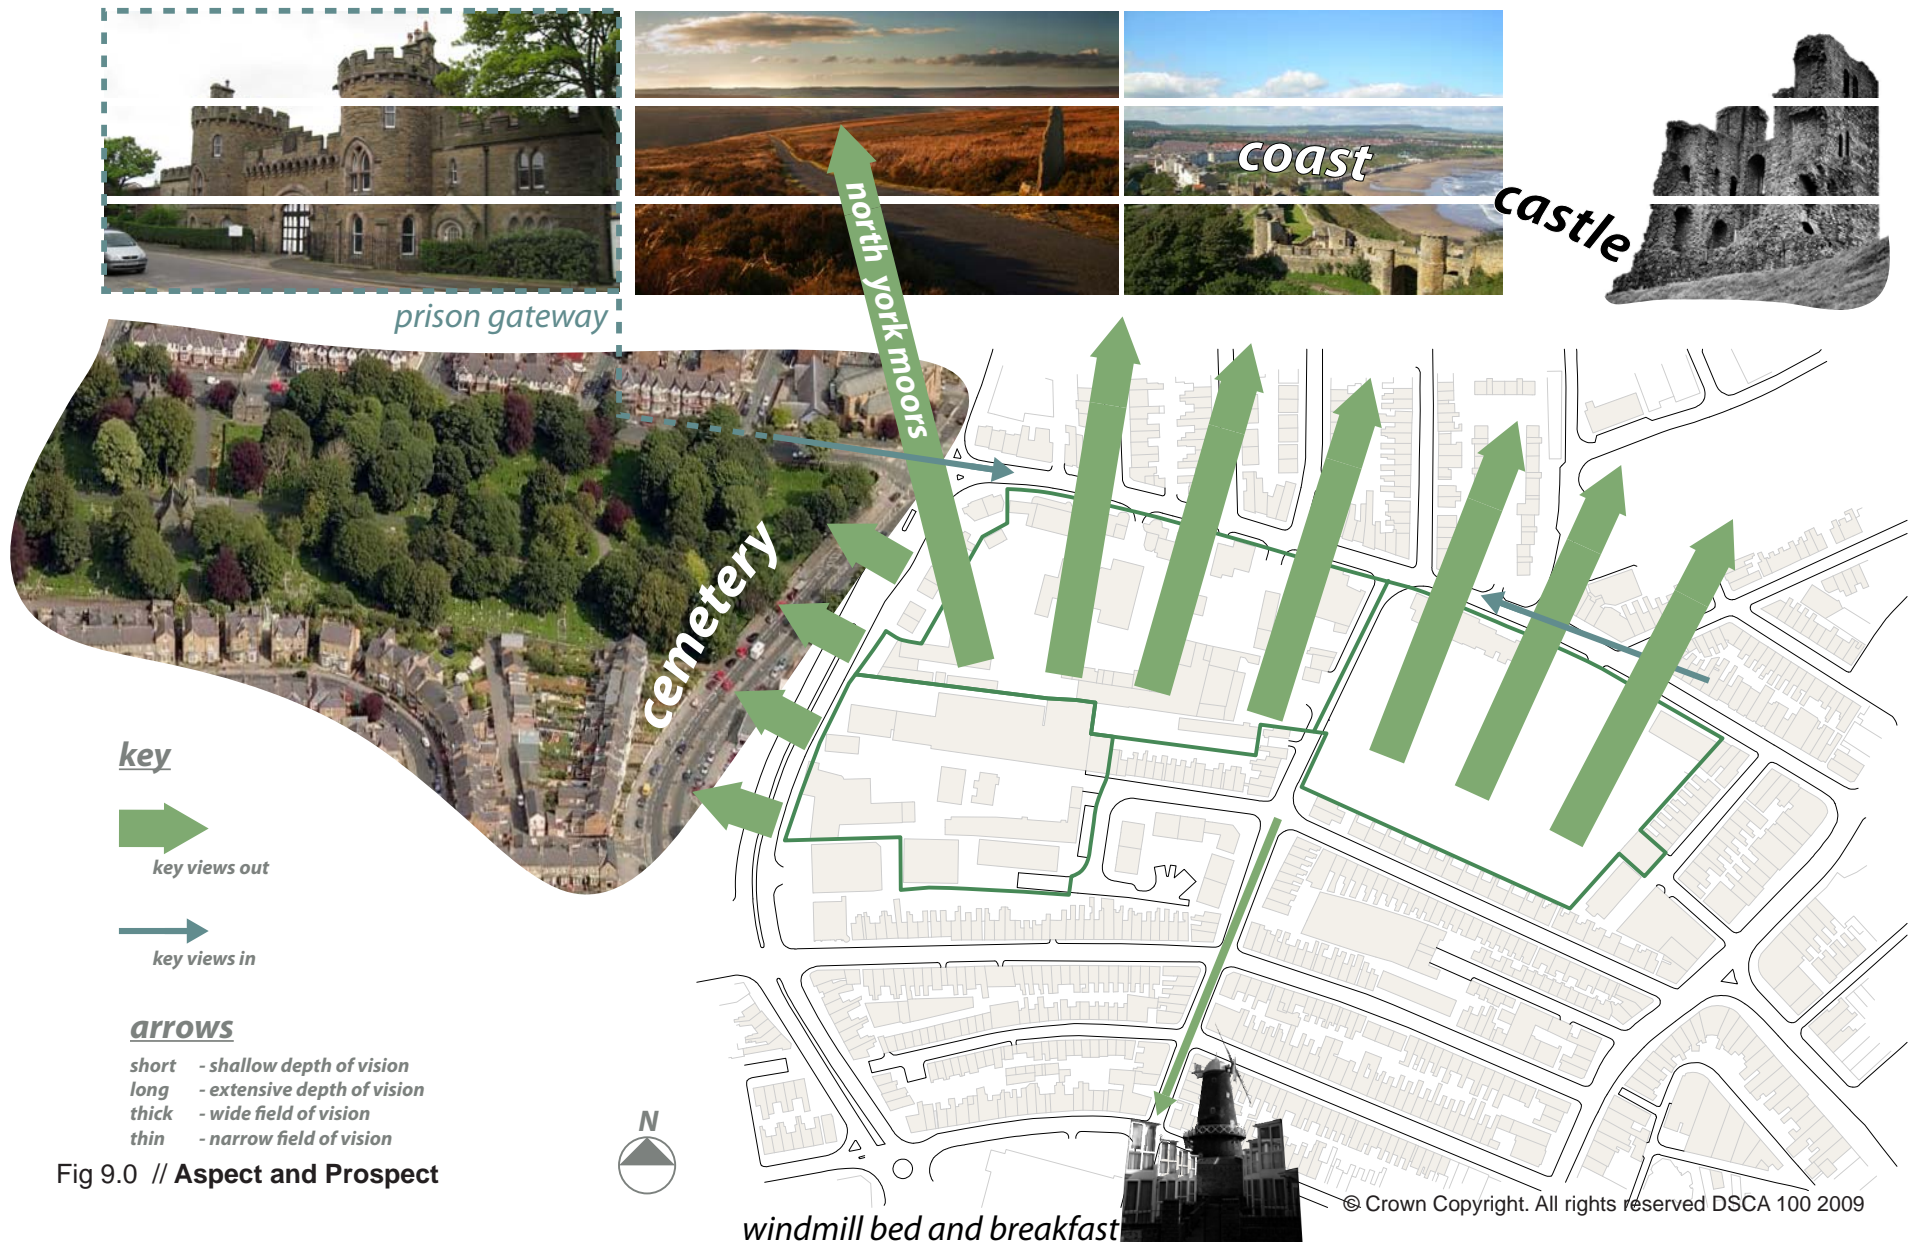 coast
castle
north york moors
prison gateway
cemetery
key
key views out
key views in
arrows
short - shallow depth of vision
long - extensive depth of vision
thick - wide field of vision
thin - narrow field of vision
N
Fig 9.0 // Aspect and Prospect
© Crown Copyright. All rights reserved DSCA 100 2009
windmill bed and breakfast